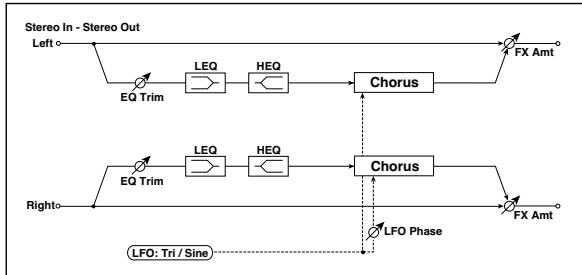 Stereo In - Stereo Out
Left
FX Amt
LEQ HEQ
EQ Trim
Chorus
LEQ HEQ
EQ Trim
Chorus
Right
FX Amt
LFO Phase
LFO: Tri / Sine